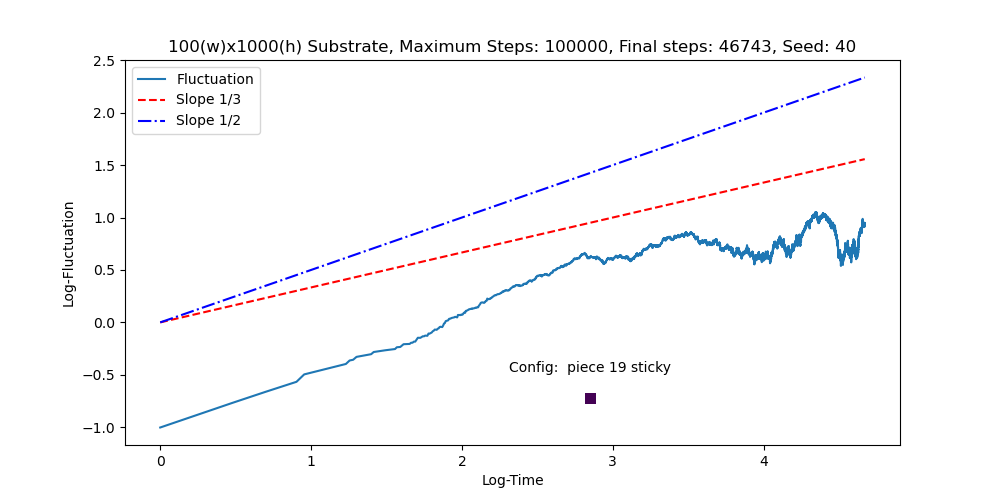 100(w)x1000(h) Substrate, Maximum Steps: 100000, Final steps: 46743, Seed: 40
Fluctuation
Slope 1/3
Slope 1/2
2.5
2.0
1.5
1.0
0.5
0.0
−0.5
−1.0
Log-Fluctuation
Config:  piece 19 sticky
0
1
2
3
4
Log-Time